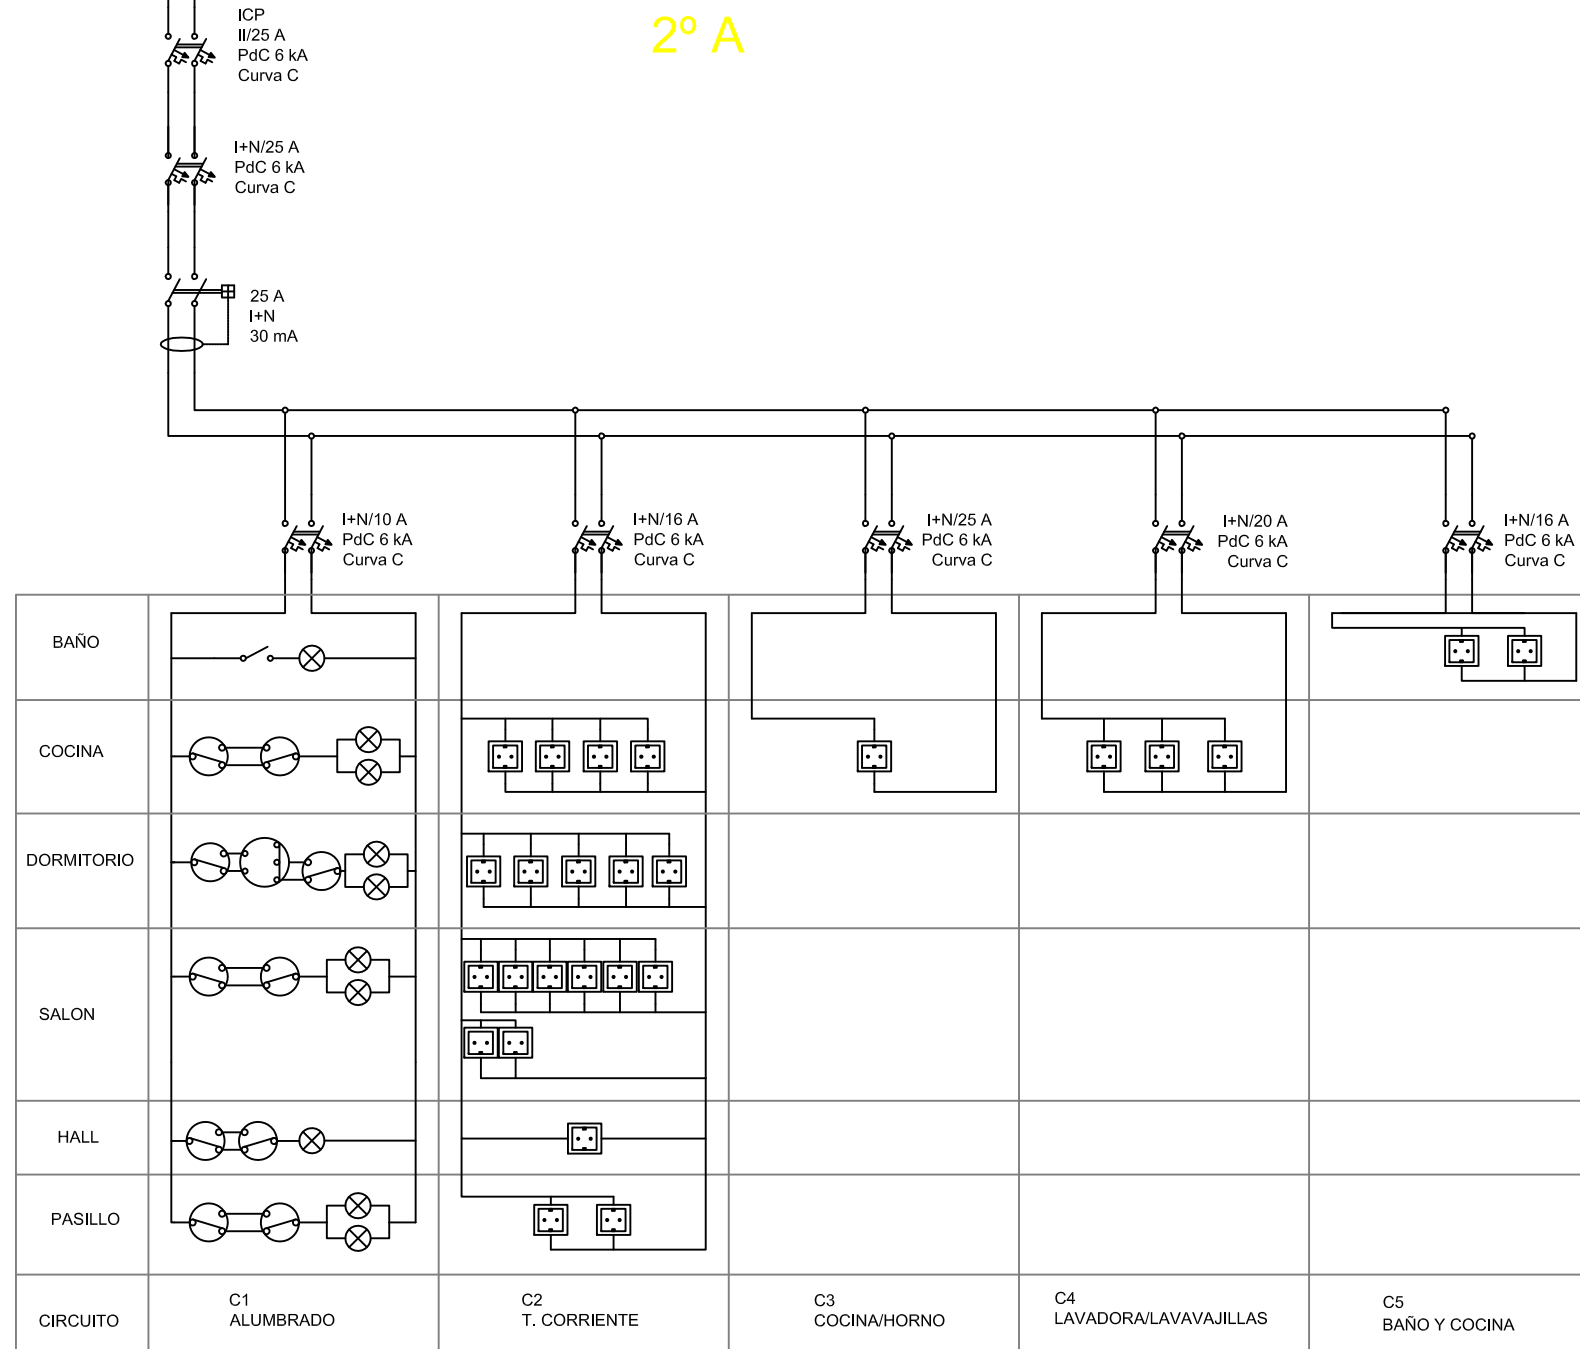 2º A
ICP
II/25 A
PdC 6 kA
Curva C
I+N/25 A
PdC 6 kA
Curva C
25 A
I+N
30 mA
I+N/10 A
PdC 6 kA
Curva C
I+N/16 A
PdC 6 kA
Curva C
I+N/25 A
PdC 6 kA
Curva C
I+N/20 A
PdC 6 kA
Curva C
I+N/16 A
PdC 6 kA
Curva C
BAÑO
COCINA
DORMITORIO
SALON
HALL
PASILLO
CIRCUITO
C1
ALUMBRADO
C2
T. CORRIENTE
C3
COCINA/HORNO
C4
LAVADORA/LAVAVAJILLAS
C5
BAÑO Y COCINA